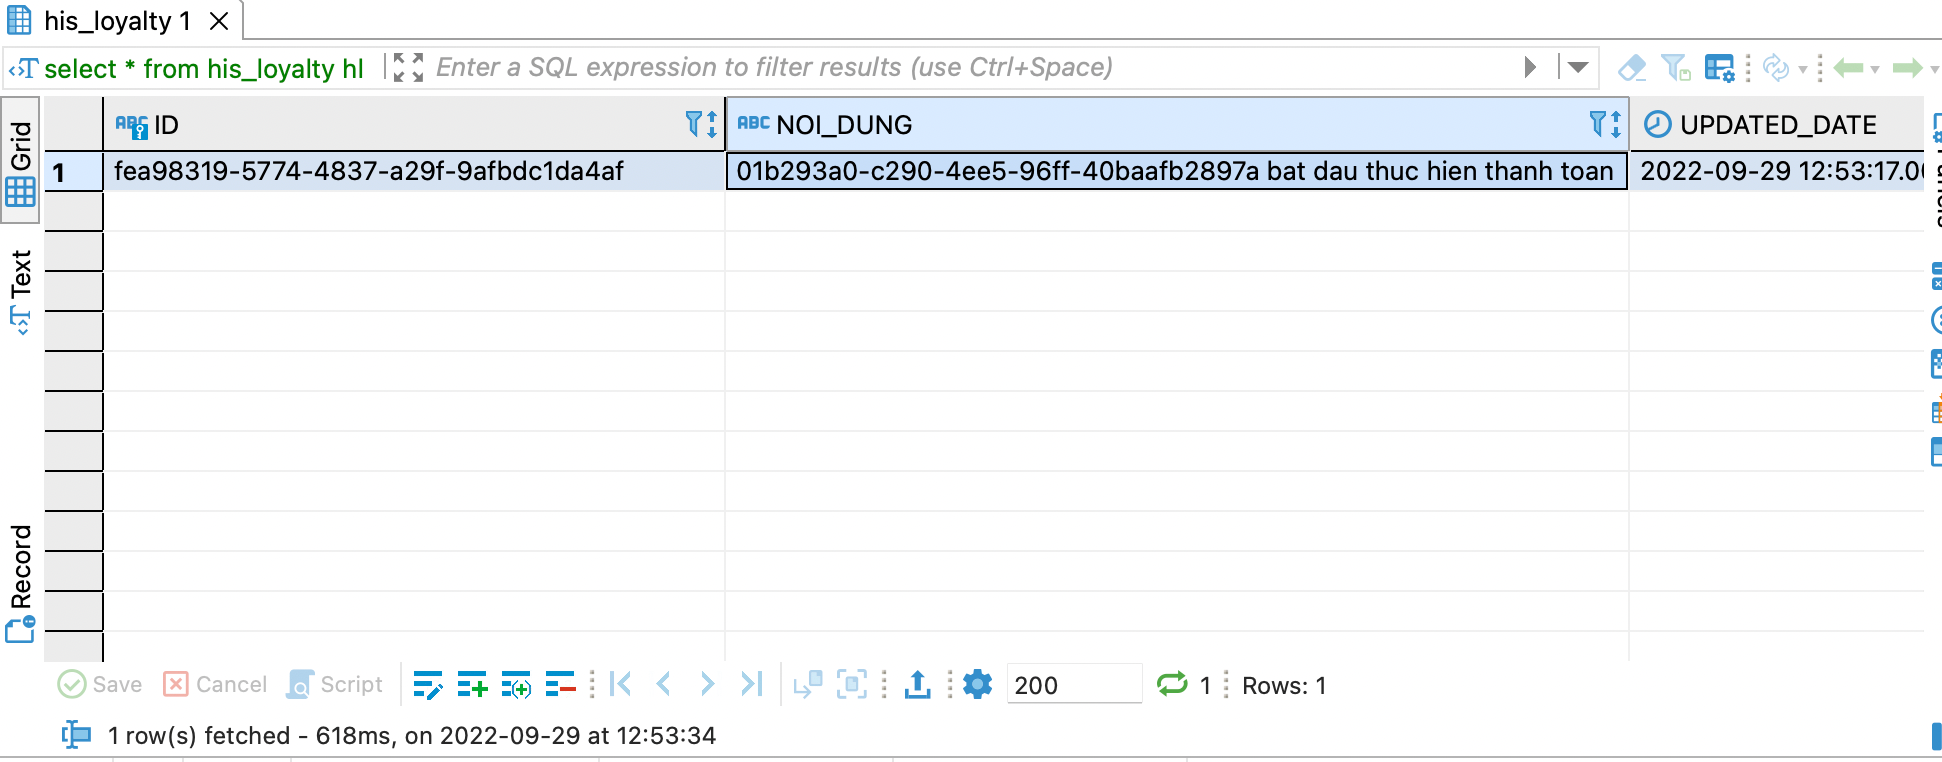 his_loyalty 1
select * from his_loyalty hl
Enter a SQL expression to filter results (use Ctrl+Space)
Grid
Text
Record
ABC ID
ABC NOI_DUNG
UPDATED_DATE
1
fea98319-5774-4837-a29f-9afbdc1da4af
01b293a0-c290-4ee5-96ff-40baafb2897a bat dau thuc hien thanh toan
2022-09-29 12:53:17.0
Save
Cancel
Script
200
1
Rows: 1
1 row(s) fetched - 618ms, on 2022-09-29 at 12:53:34